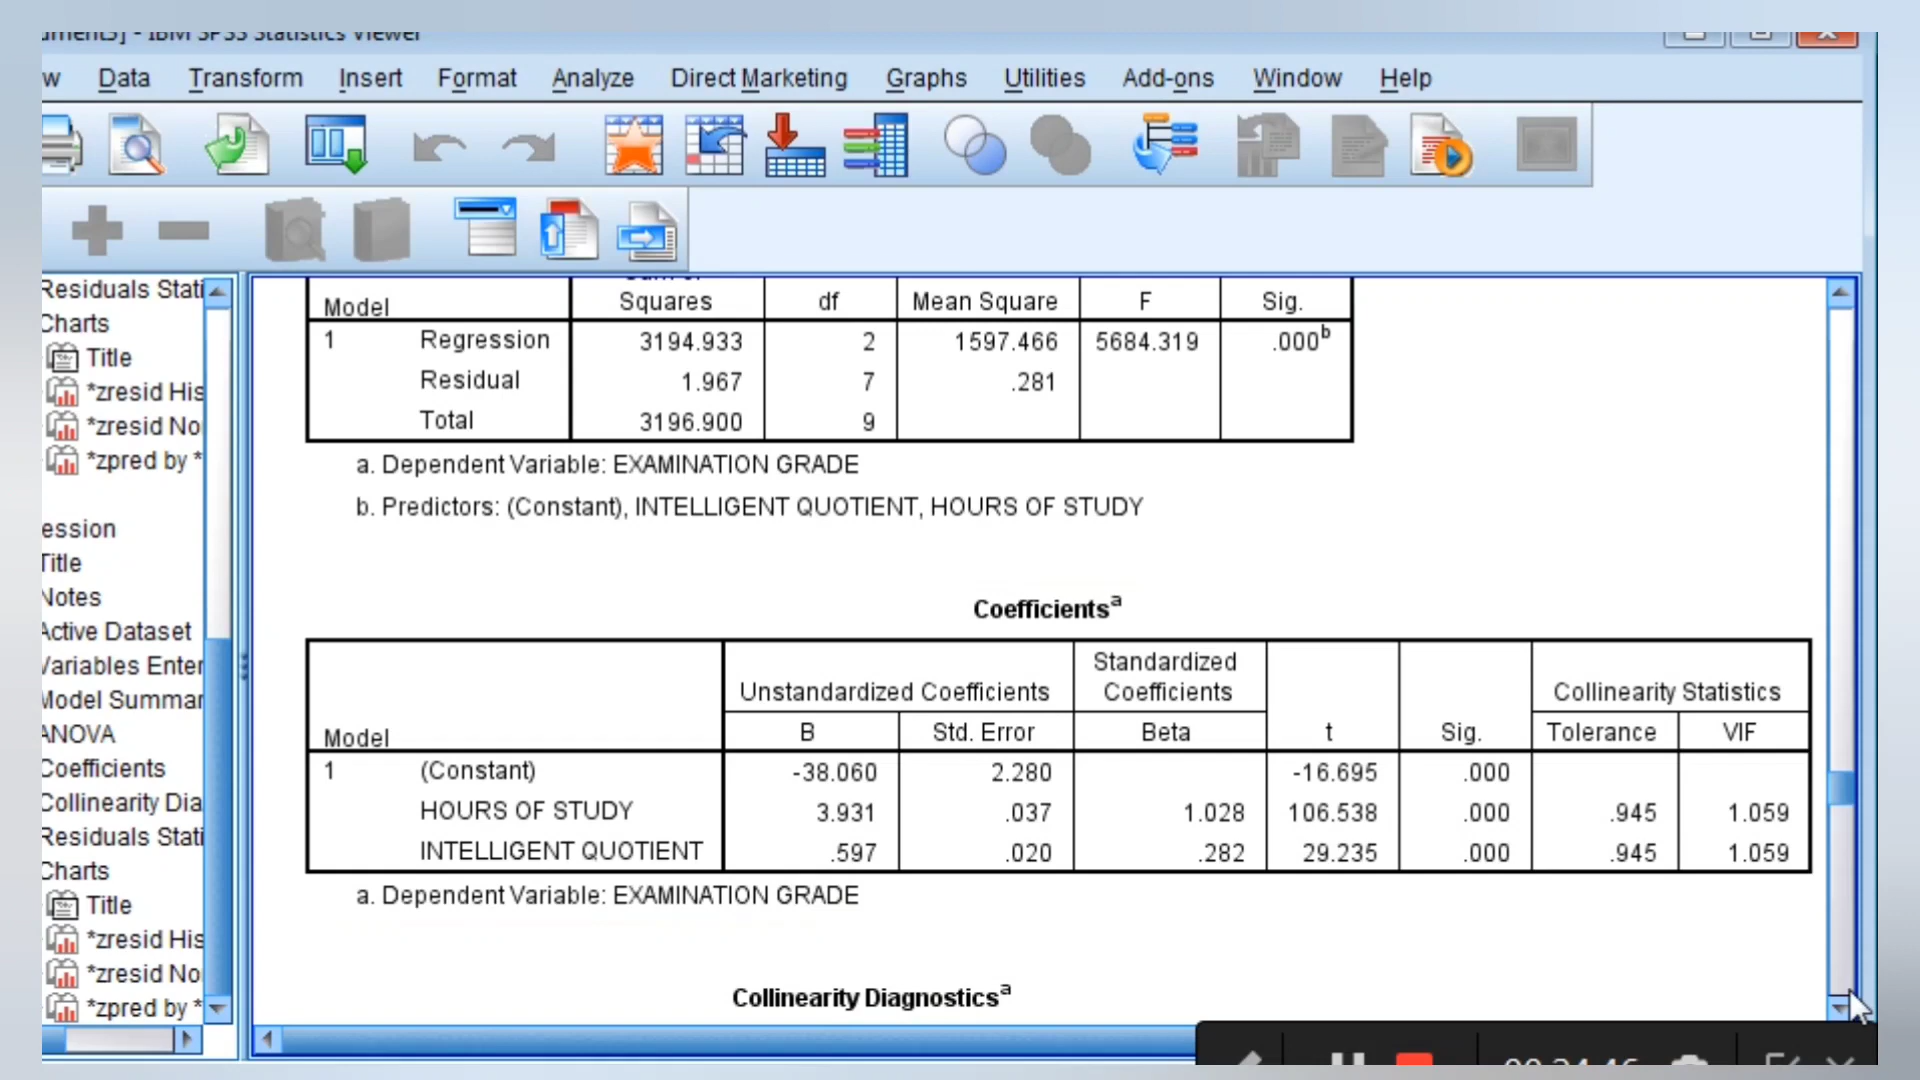 IBM SPSS Statistics Viewer
w Data Transform Insert Format Analyze Direct Marketing Graphs Utilities Add-ons Window Help
Residuals Stati
Charts
Title
*zresid His
*zresid No
*zpred by *
ession
Title
Notes
Active Dataset
Variables Enter
Model Summar
ANOVA
Coefficients
Collinearity Dia
Residuals Stati
Charts
Title
*zresid His
*zresid No
*zpred by *
Model Squares df Mean Square F Sig.
1 Regression 3194.933 2 1597.466 5684.319 .000b
Residual 1.967 7 .281
Total 3196.900 9
a. Dependent Variable: EXAMINATION GRADE
b. Predictors: (Constant), INTELLIGENT QUOTIENT, HOURS OF STUDY
Coefficientsa
Model Unstandardized Coefficients Standardized Coefficients t Sig. Collinearity Statistics
B Std. Error Beta Tolerance VIF
1 (Constant) -38.060 2.280 -16.695 .000
HOURS OF STUDY 3.931 .037 1.028 106.538 .000 .945 1.059
INTELLIGENT QUOTIENT .597 .020 .282 29.235 .000 .945 1.059
a. Dependent Variable: EXAMINATION GRADE
Collinearity Diagnosticsa